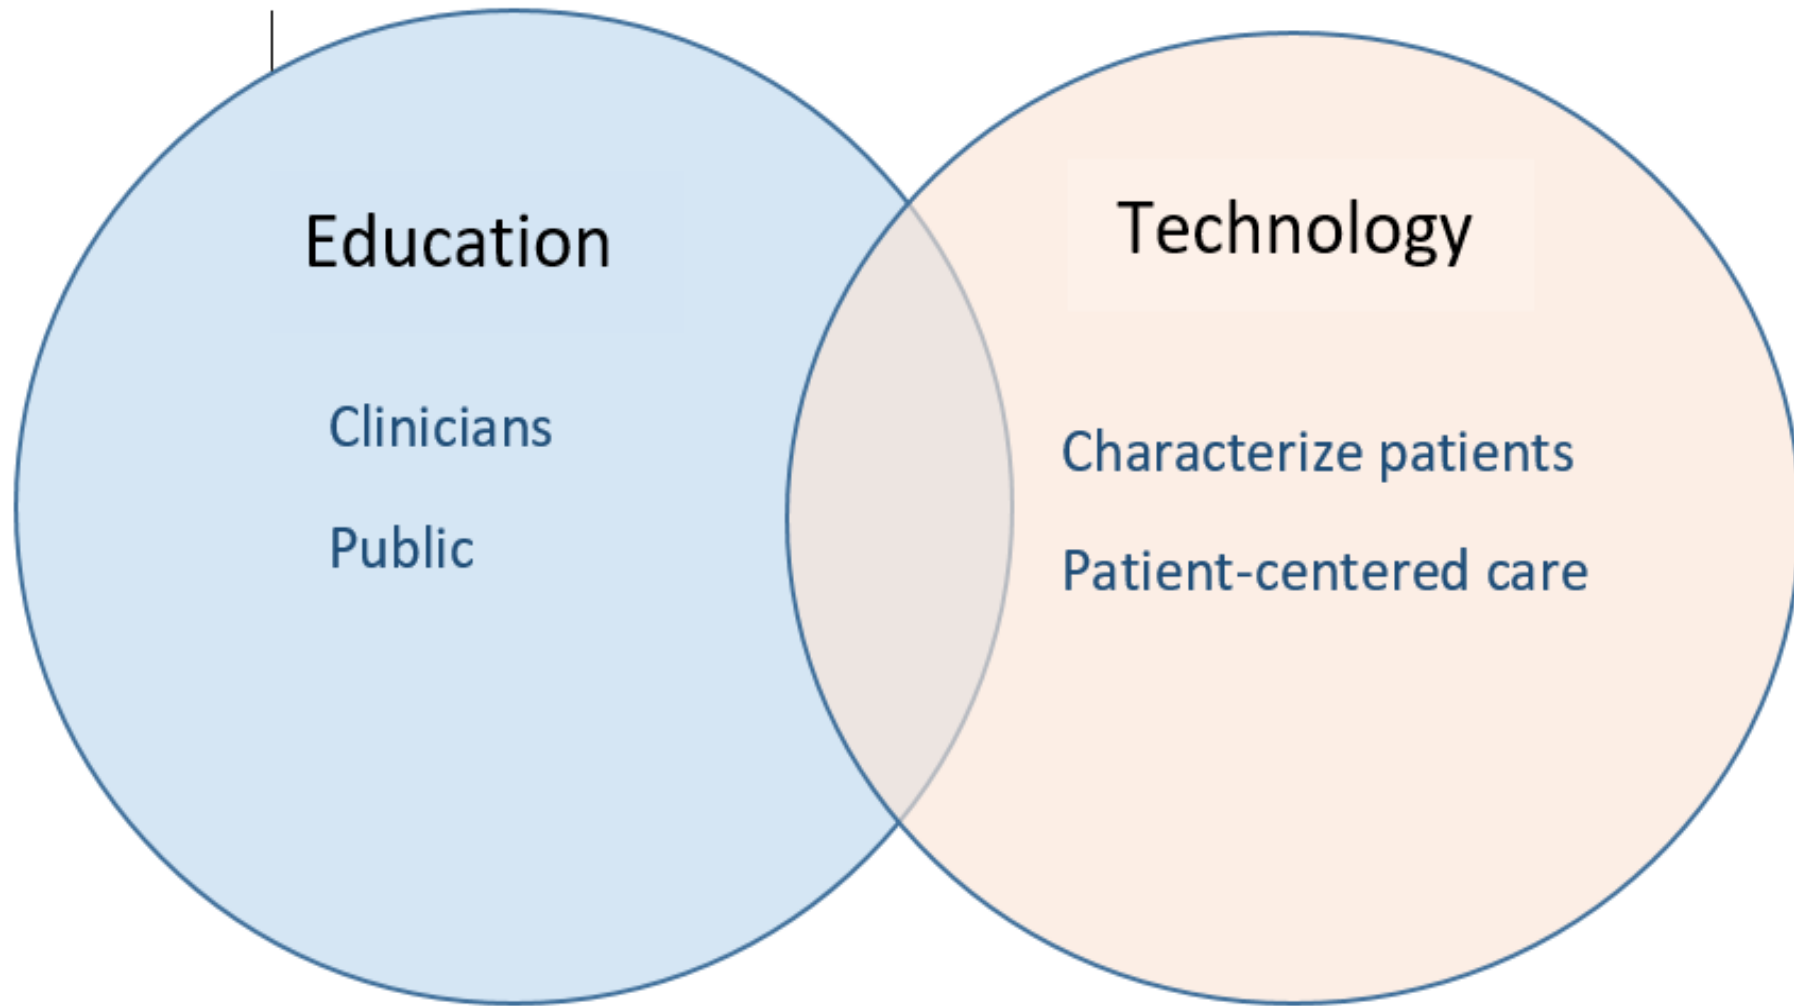 Education
Clinicians
Public
Technology
Characterize patients
Patient-centered care